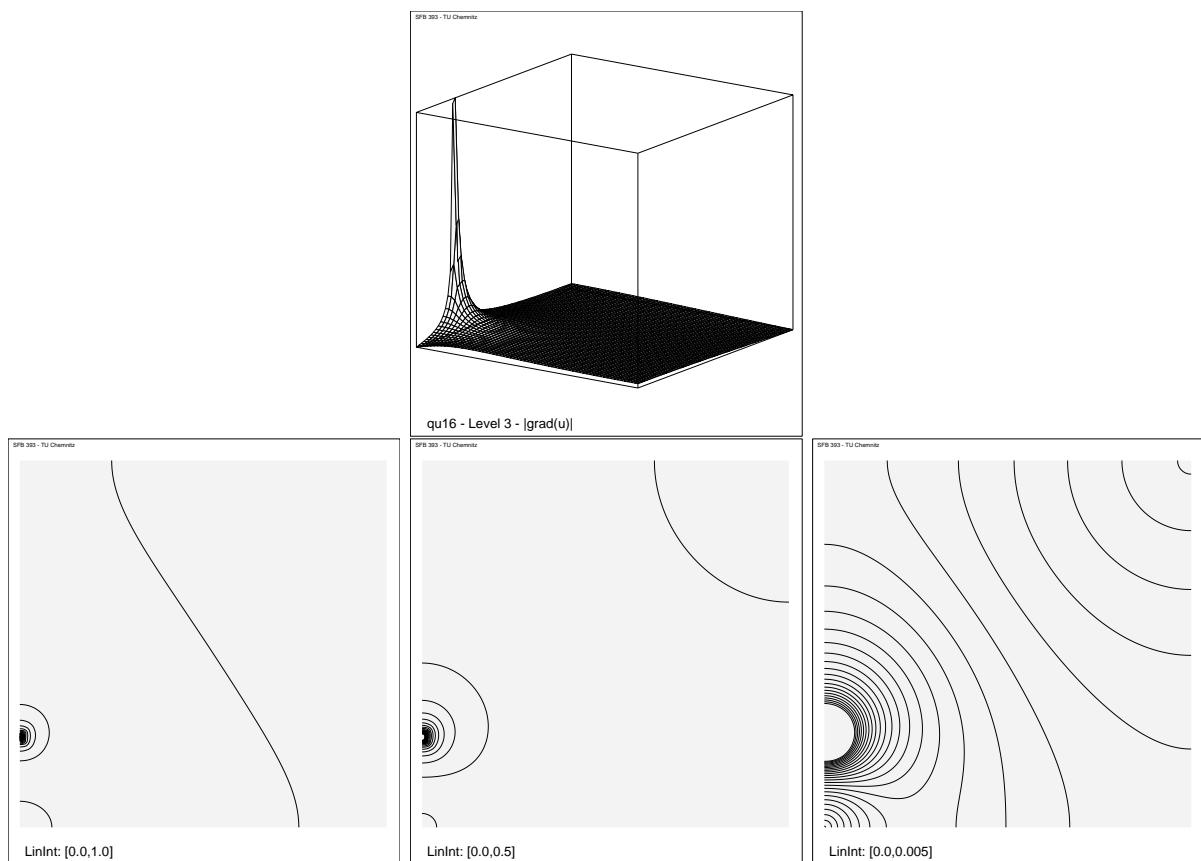 SFB 393 - TU Chemnitz
qu16 - Level 3 - |grad(u)|
SFB 393 - TU Chemnitz
SFB 393 - TU Chemnitz
SFB 393 - TU Chemnitz
LinInt: [0.0,1.0]
LinInt: [0.0,0.5]
LinInt: [0.0,0.005]